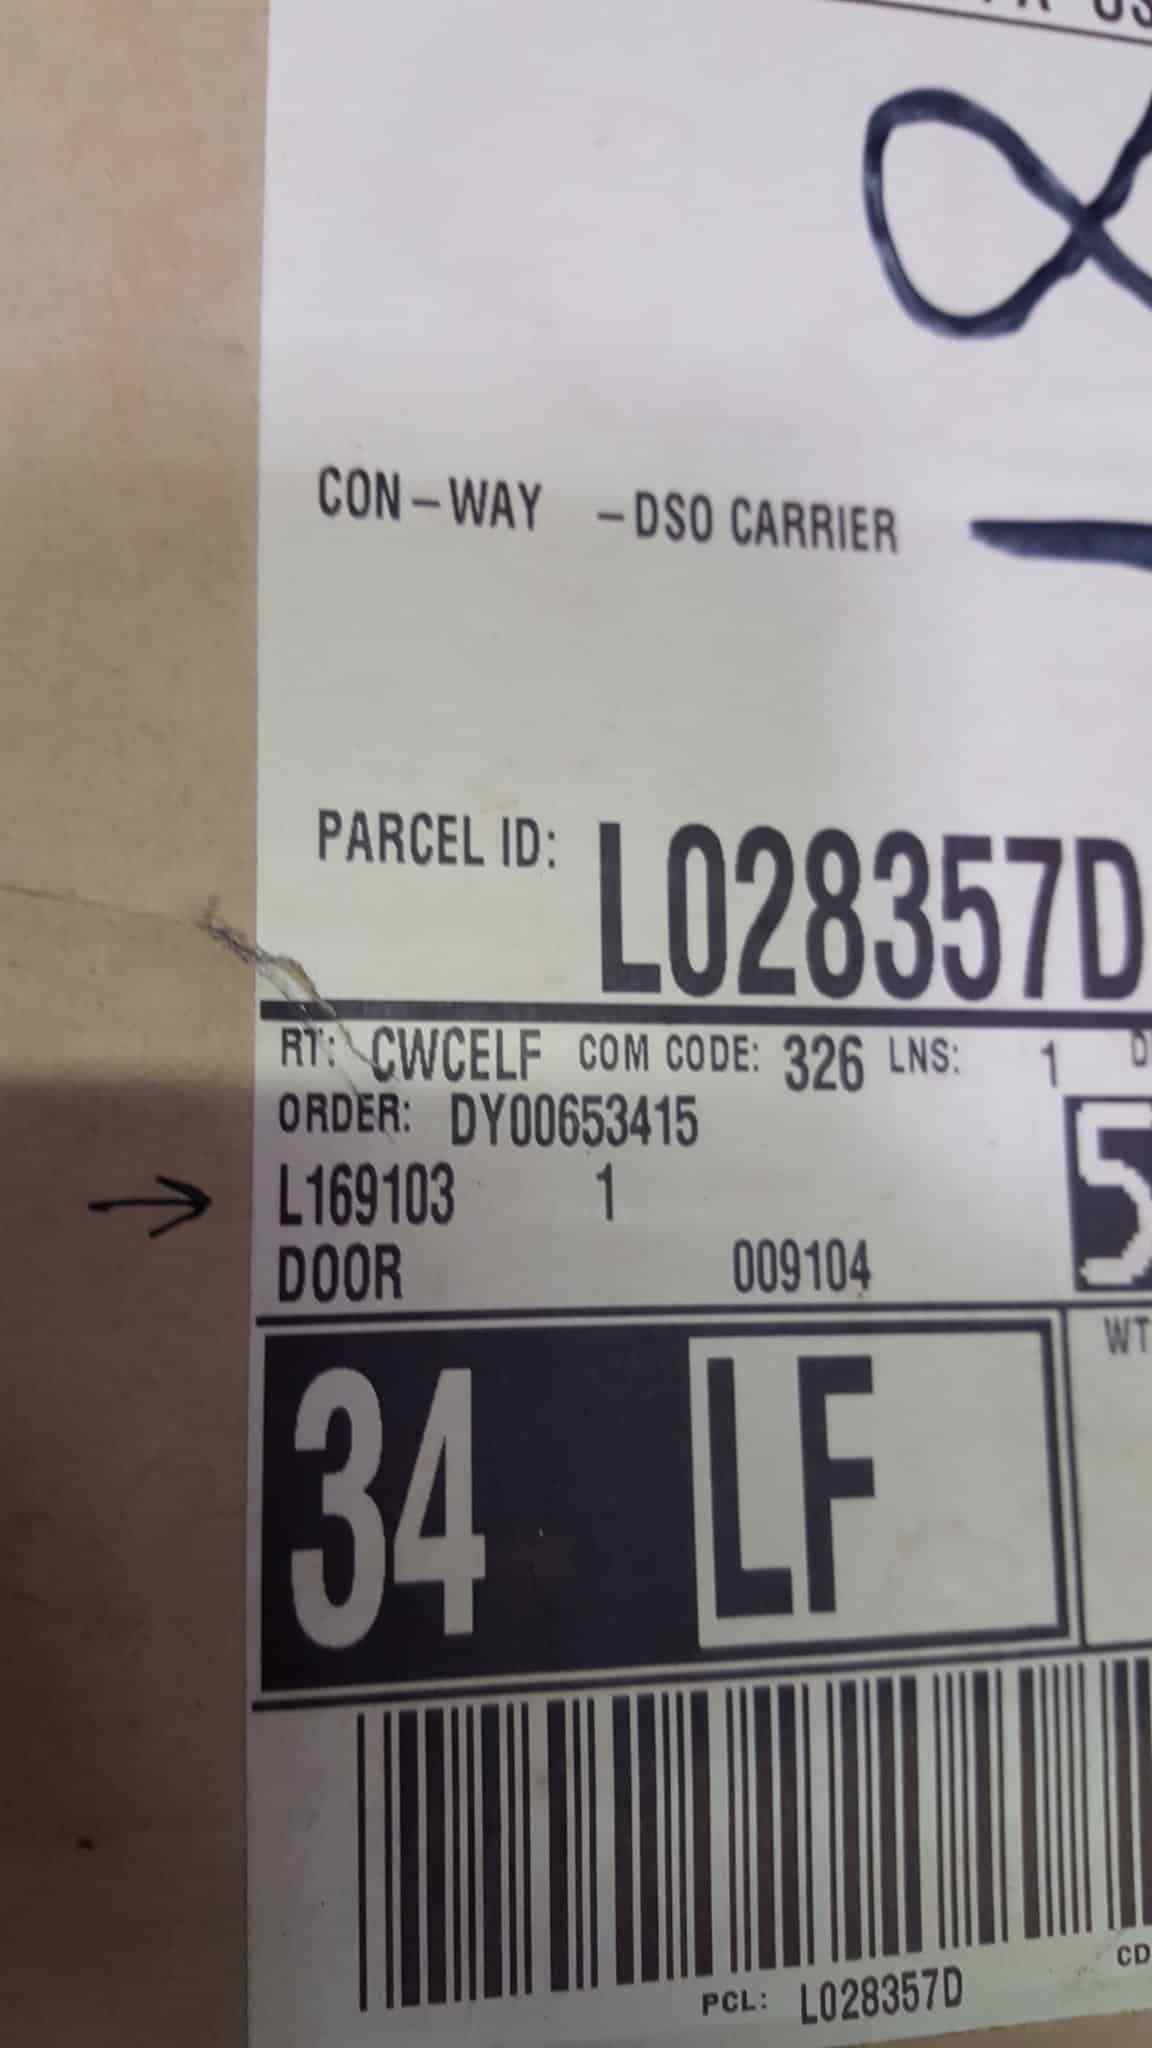 CON-WAY -DSO CARRIER
PARCEL ID: L028357D
RT: CWCELF COM CODE: 326 LNS: 1 D
ORDER: DY00653415
L169103 1
5
DOOR 009104
34 LF
WT
CD
PCL: L028357D